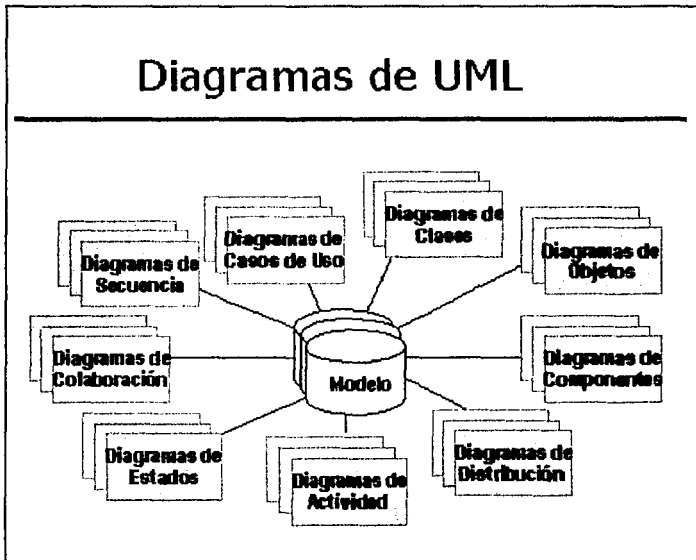 Diagramas de UML
Diagramas de
Secuencia
Diagramas de
Casos de Uso
Diagramas de
Clases
Diagramas de
Objetos
Diagramas de
Colaboración
Modelo
Diagramas de
Componentes
Diagramas de
Estados
Diagramas de
Actividad
Diagramas de
Distribución